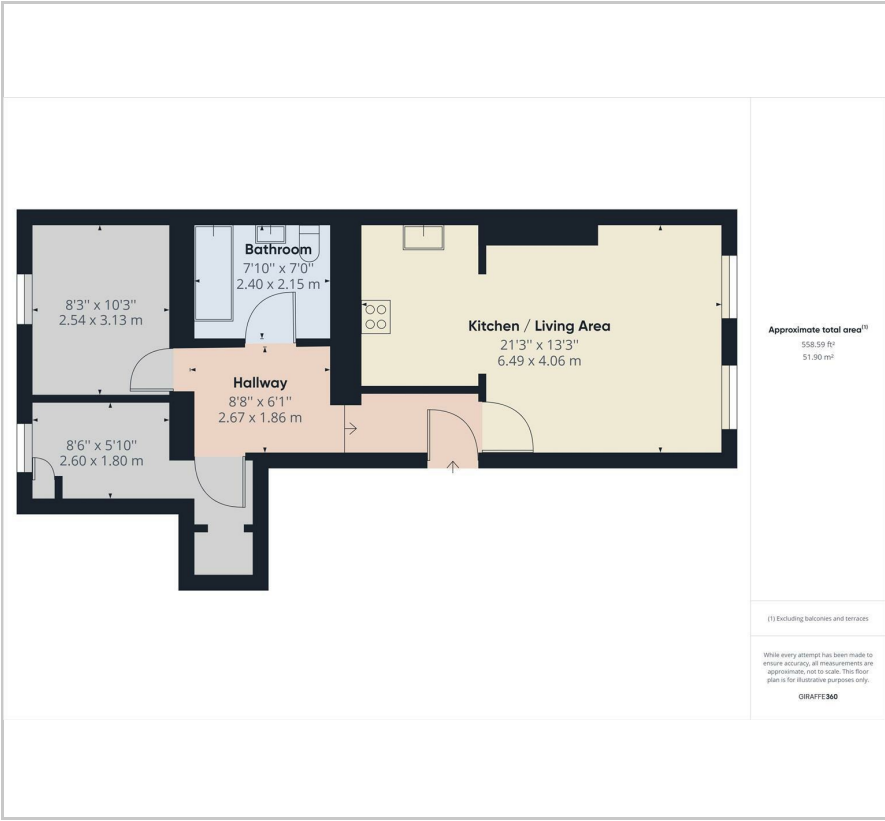 8'3" x 10'3"
2.54 x 3.13 m
Bathroom
7'10" x 7'0"
2.40 x 2.15 m
Kitchen / Living Area
21'3" x 13'3"
6.49 x 4.06 m
Hallway
8'8" x 6'1"
2.67 x 1.86 m
8'6" x 5'10"
2.60 x 1.80 m
Approximate total area(1)
558.59 ft²
51.90 m²
(1) Excluding balconies and terraces
While every attempt has been made to
ensure accuracy, all measurements are
approximate, not to scale. This floor
plan is for illustrative purposes only.
GIRAFFE360